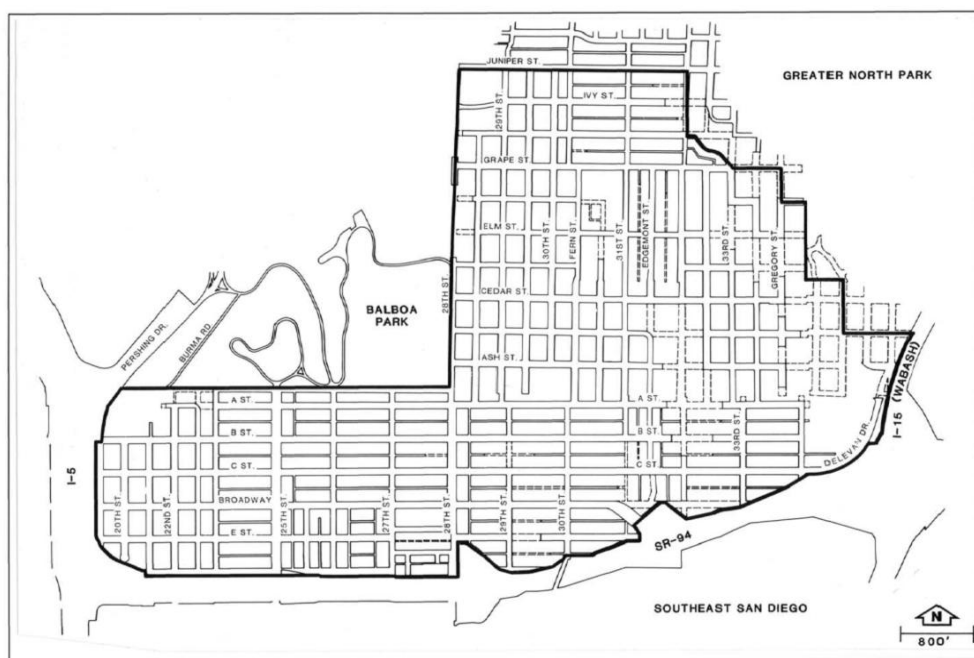 JUNIPER ST.
GREATER NORTH PARK
IVY ST.
29TH ST.
GRAPE ST.
ELM ST.
30TH ST.
FERN ST.
31ST ST.
EDGEMONT ST.
33RD ST.
GREGORY ST.
28TH ST.
CEDAR ST.
BALBOA
PARK
PERSHING DR.
BURMA RD
ASH ST.
I-15 (WABASH)
A ST.
A ST.
B ST.
B ST.
33RD ST.
C ST.
C ST.
DELEVAN DR.
I-5
BROADWAY
20TH ST.
22ND ST.
25TH ST.
27TH ST.
28TH ST.
29TH ST.
30TH ST.
E ST.
SR-94
SOUTHEAST SAN DIEGO
N
800'